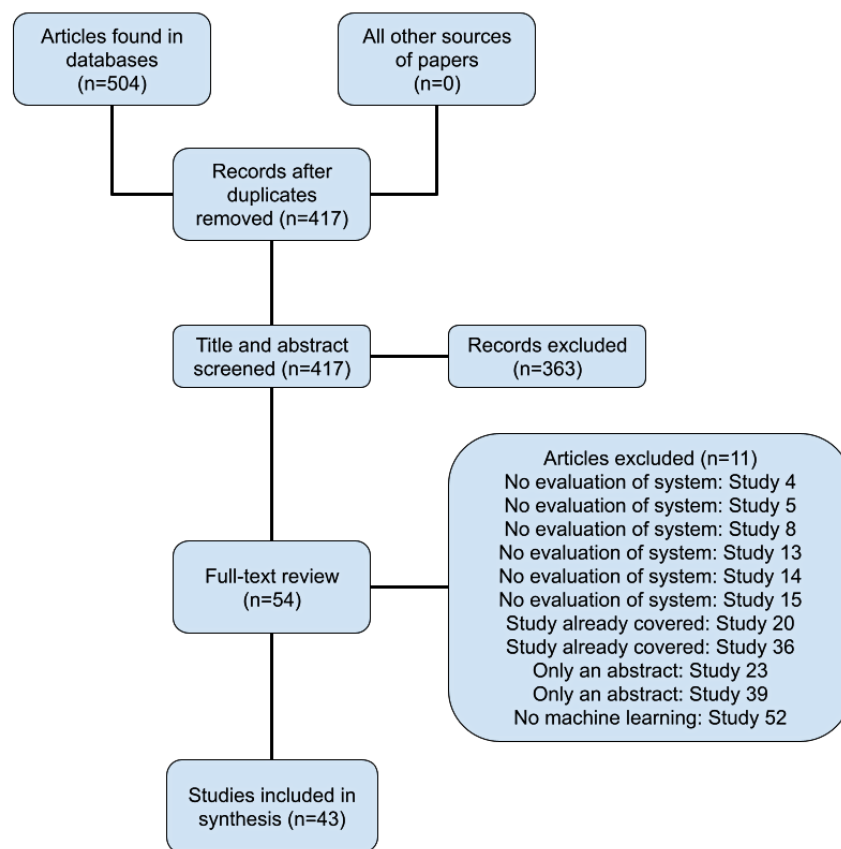 Articles found in
databases
(n=504)
All other sources
of papers
(n=0)
Records after
duplicates
removed (n=417)
Title and abstract
screened (n=417)
Records excluded
(n=363)
Articles excluded (n=11)
No evaluation of system: Study 4
No evaluation of system: Study 5
No evaluation of system: Study 8
No evaluation of system: Study 13
No evaluation of system: Study 14
No evaluation of system: Study 15
Study already covered: Study 20
Study already covered: Study 36
Only an abstract: Study 23
Only an abstract: Study 39
No machine learning: Study 52
Full-text review
(n=54)
Studies included in
synthesis (n=43)